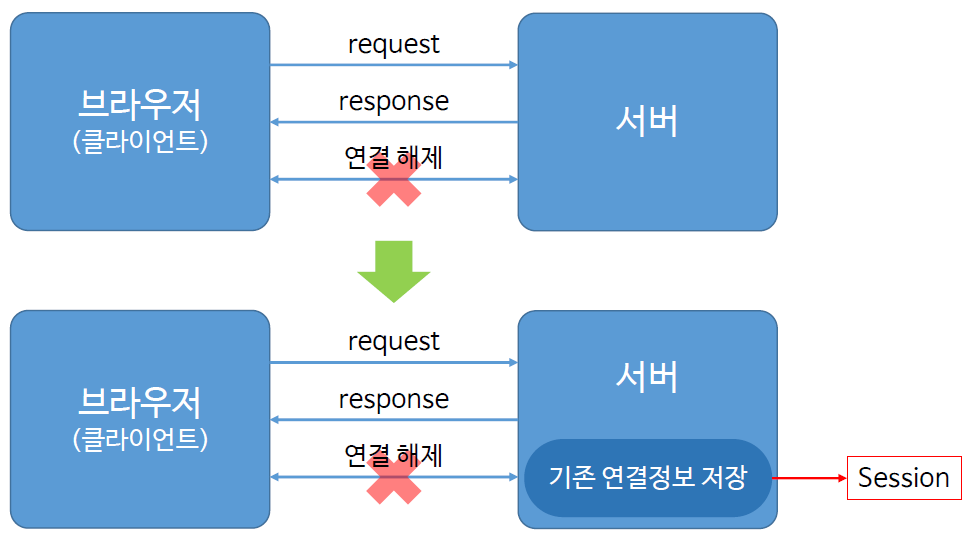 request
브라우저
(클라이언트)
response
서버
연결 해제
request
브라우저
(클라이언트)
response
서버
연결 해제
기존 연결정보 저장
Session